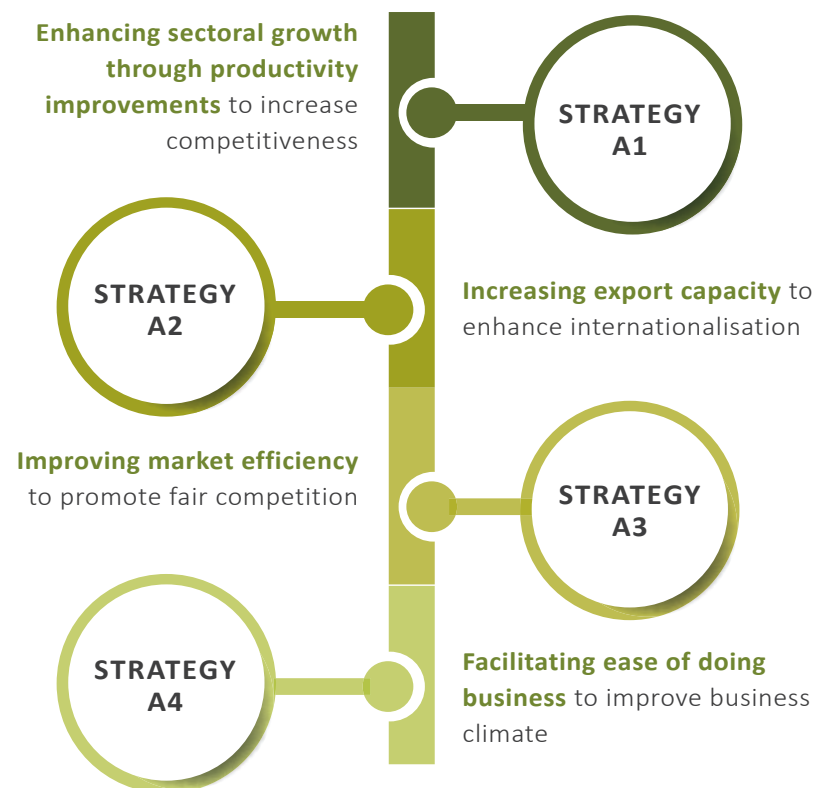 Enhancing sectoral growth
through productivity
improvements to increase
competitiveness
STRATEGY
A1
STRATEGY
A2
Increasing export capacity to
enhance internationalisation
Improving market efficiency
to promote fair competition
STRATEGY
A3
STRATEGY
A4
Facilitating ease of doing
business to improve business
climate